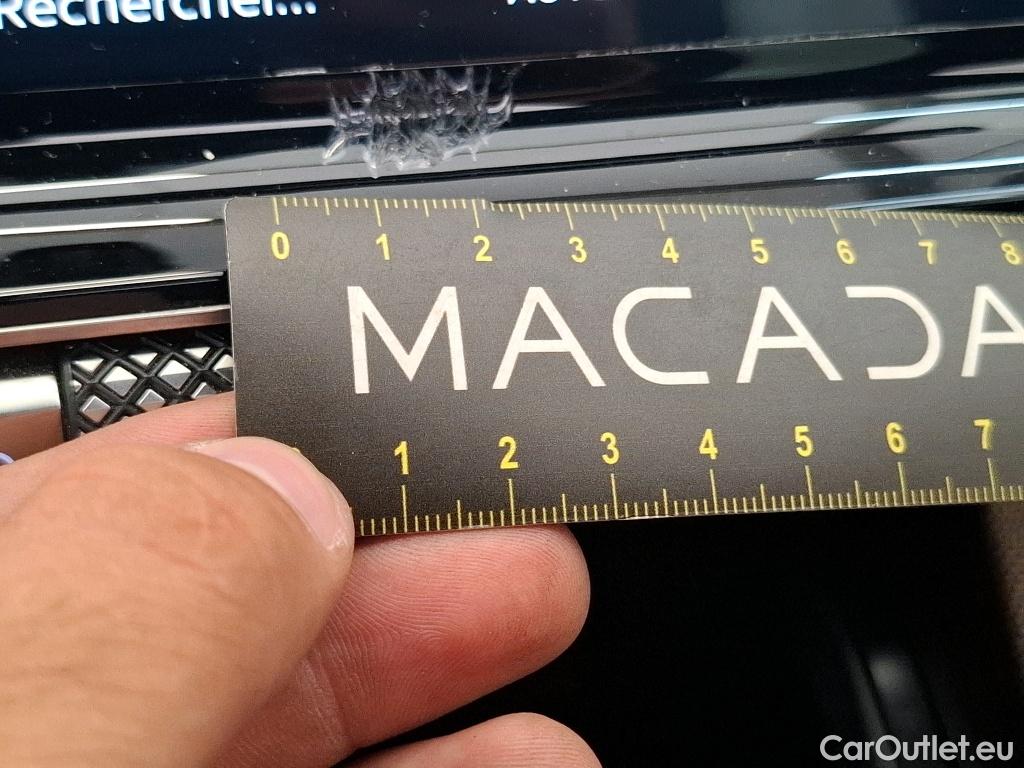 Rechercher...
0 1 2 3 4 5 6 7 8
MACADA
1 2 3 4 5 6 7
CarOutlet.eu